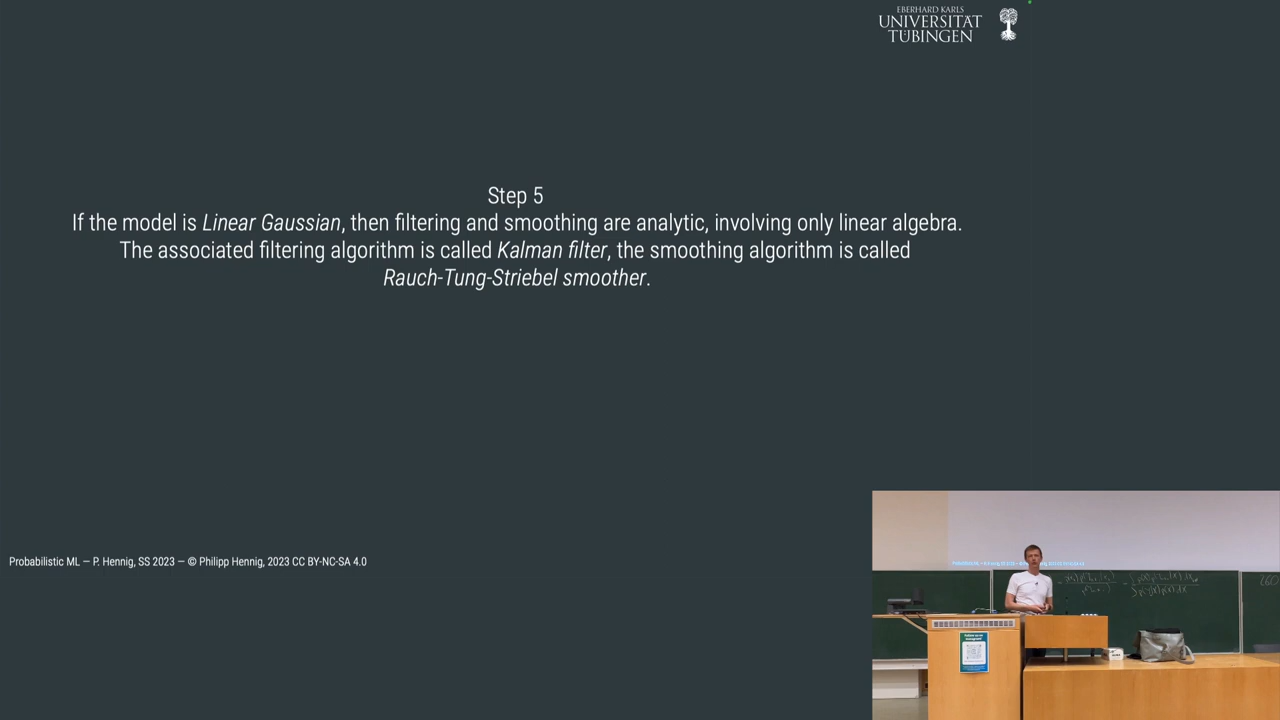 EBERHARD KARLS
UNIVERSITÄT
TÜBINGEN
Step 5
If the model is Linear Gaussian, then filtering and smoothing are analytic, involving only linear algebra.
The associated filtering algorithm is called Kalman filter, the smoothing algorithm is called
Rauch-Tung-Striebel smoother.
Probabilistic ML — P. Hennig, SS 2023 — © Philipp Hennig, 2023 CC BY-NC-SA 4.0